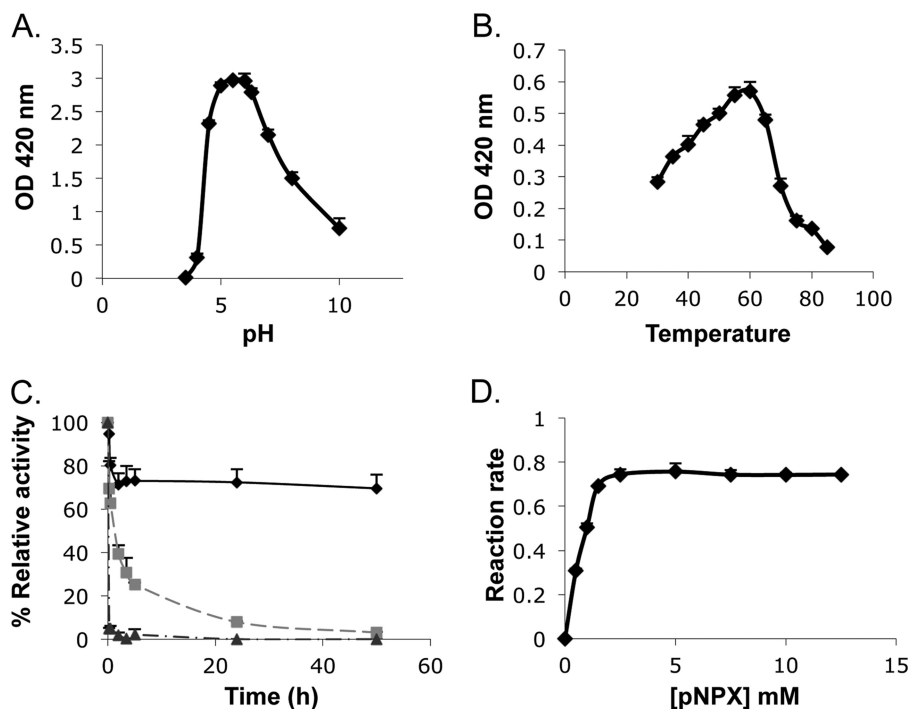 A.
OD 420 nm
3.5
3
2.5
2
1.5
1
0.5
0
0 5 10
pH
B.
OD 420 nm
0.7
0.6
0.5
0.4
0.3
0.2
0.1
0
0 20 40 60 80 100
Temperature
C.
% Relative activity
100
80
60
40
20
0
0 20 40 60
Time (h)
D.
Reaction rate
1
0.8
0.6
0.4
0.2
0
0 5 10 15
[pNPX] mM